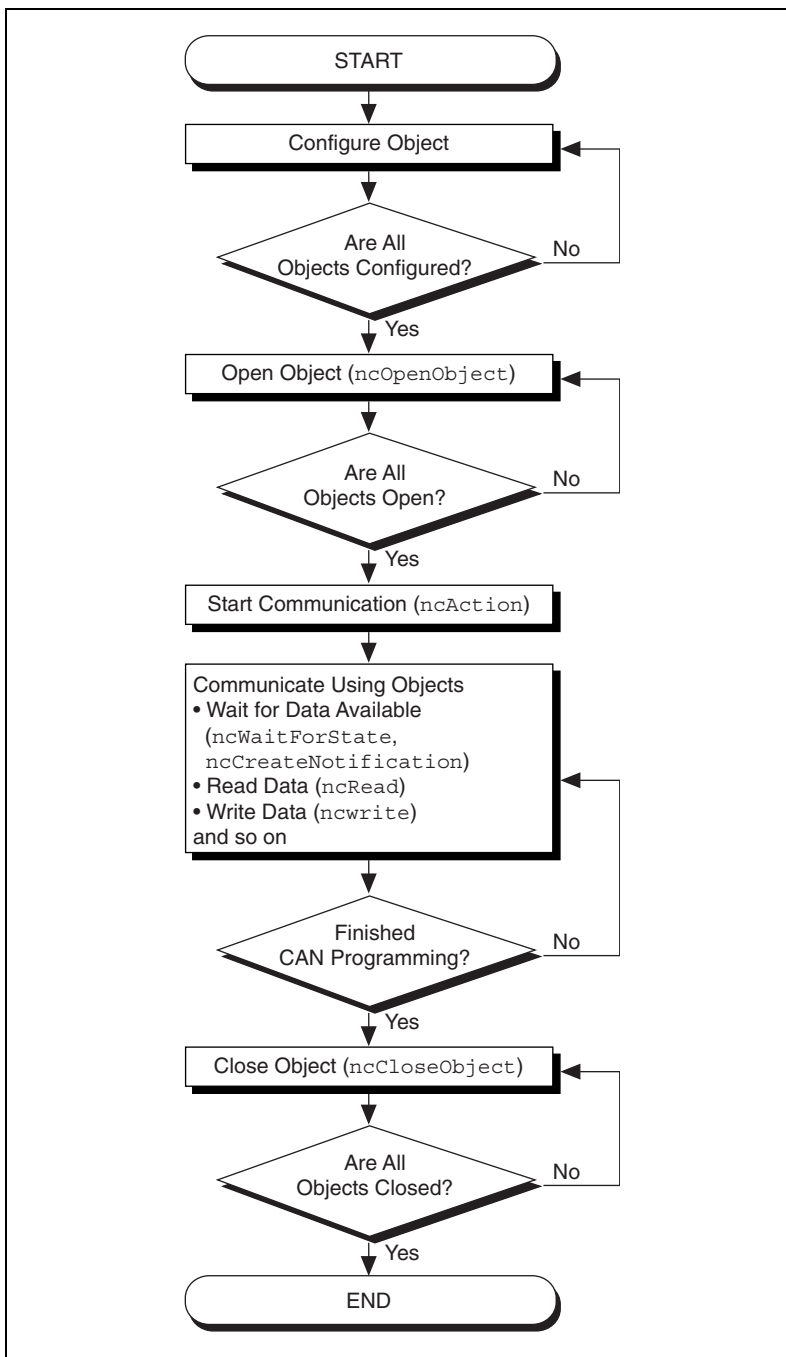 START
Configure Object
Are All
Objects Configured?
No
Yes
Open Object (ncOpenObject)
Are All
Objects Open?
No
Yes
Start Communication (ncAction)
Communicate Using Objects
• Wait for Data Available
(ncWaitForState,
ncCreateNotification)
• Read Data (ncRead)
• Write Data (ncwrite)
and so on
Finished
CAN Programming?
No
Yes
Close Object (ncCloseObject)
Are All
Objects Closed?
No
Yes
END